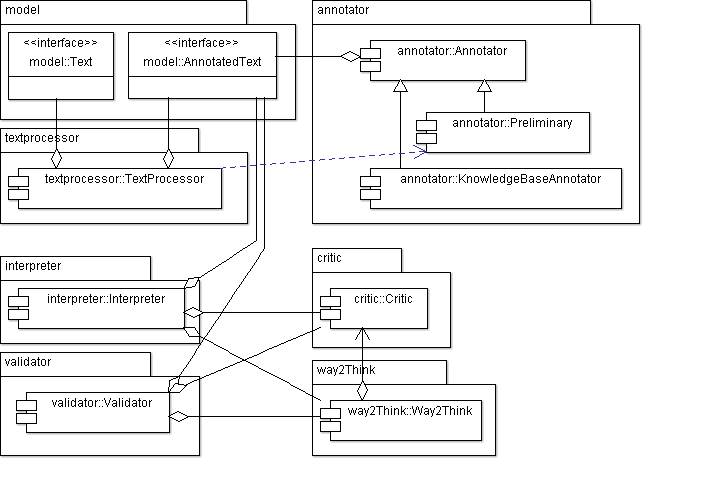 model
<<interface>>
model::Text
<<interface>>
model::AnnotatedText
annotator
annotator::Annotator
annotator::Preliminary
annotator::KnowledgeBaseAnnotator
textprocessor
textprocessor::TextProcessor
interpreter
interpreter::Interpreter
critic
critic::Critic
validator
validator::Validator
way2Think
way2Think::Way2Think